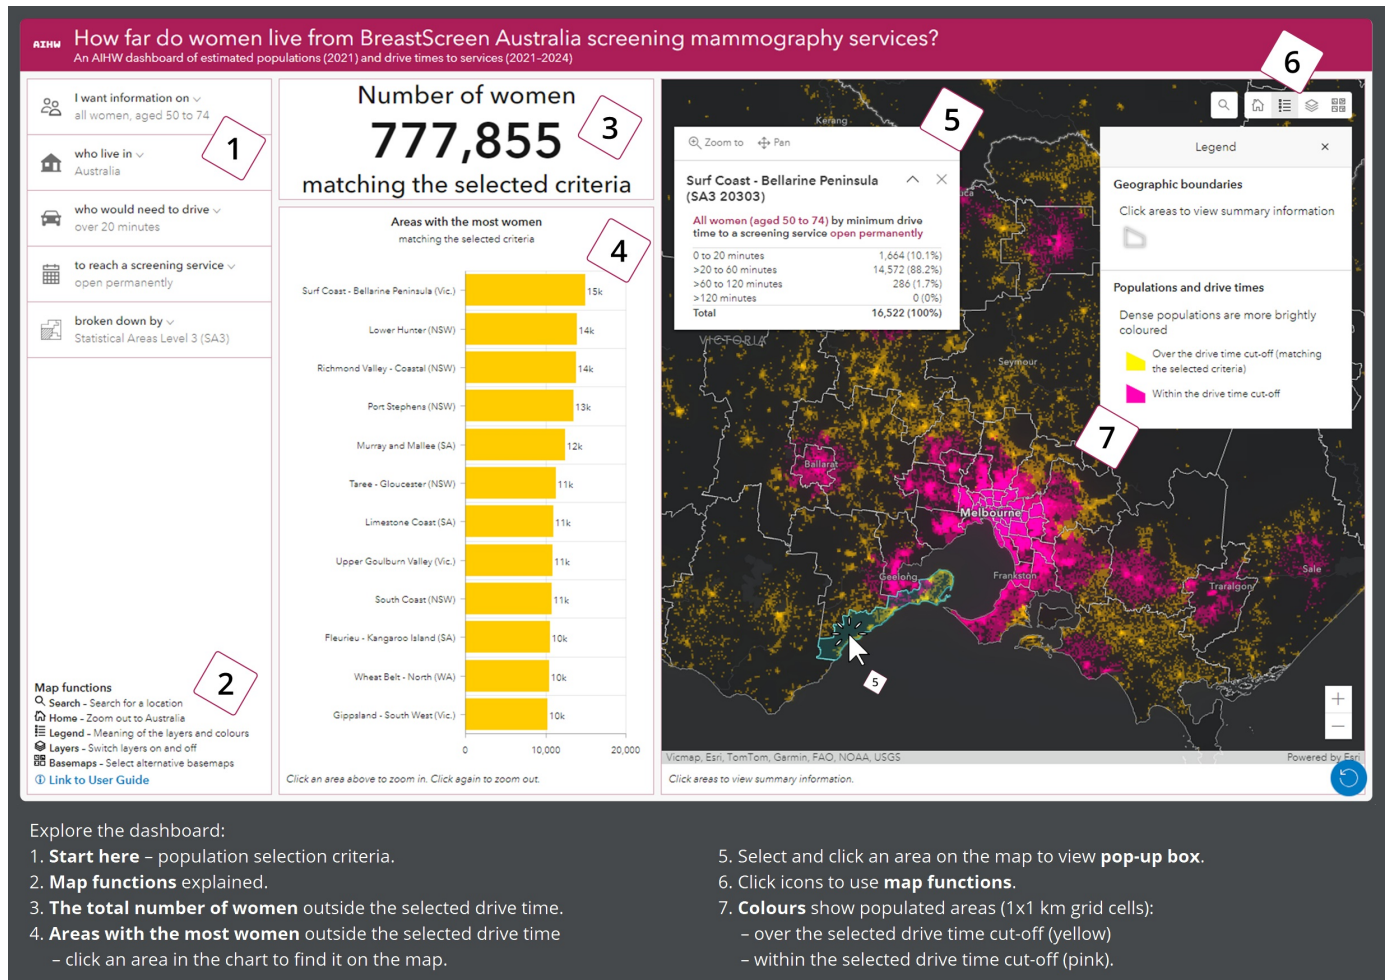 AIHW
How far do women live from BreastScreen Australia screening mammography services?
An AIHW dashboard of estimated populations (2021) and drive times to services (2021–2024)
I want information on
all women, aged 50 to 74
1
who live in
Australia
who would need to drive
over 20 minutes
to reach a screening service
open permanently
broken down by
Statistical Areas Level 3 (SA3)
2
Map functions
Search - Search for a location
Home - Zoom out to Australia
Legend - Meaning of the layers and colours
Layers - Switch layers on and off
Basemaps - Select alternative basemaps
Link to User Guide
Number of women
777,855
matching the selected criteria
3
Areas with the most women
matching the selected criteria
4
Surf Coast - Bellarine Peninsula (Vic.) 15k
Lower Hunter (NSW) 14k
Richmond Valley - Coastal (NSW) 14k
Port Stephens (NSW) 13k
Murray and Mallee (SA) 12k
Taree - Gloucester (NSW) 11k
Limestone Coast (SA) 11k
Upper Goulburn Valley (Vic.) 11k
South Coast (NSW) 11k
Fleurieu - Kangaroo Island (SA) 10k
Wheat Belt - North (WA) 10k
Gippsland - South West (Vic.) 10k
0 10,000 20,000
Click an area above to zoom in. Click again to zoom out.
6
Kerang
5
Zoom to Pan
Surf Coast - Bellarine Peninsula
(SA3 20303)
All women (aged 50 to 74) by minimum drive
time to a screening service open permanently
0 to 20 minutes 1,664 (10.1%)
>20 to 60 minutes 14,572 (88.2%)
>60 to 120 minutes 286 (1.7%)
>120 minutes 0 (0%)
Total 16,522 (100%)
Legend
Geographic boundaries
Click areas to view summary information
Populations and drive times
Dense populations are more brightly
coloured
Over the drive time cut-off (matching
the selected criteria)
Within the drive time cut-off
7
VICTORIA
Seymour
Ballarat
Melbourne
Geelong
Frankston
Traralgon
Sale
5
Vicmap, Esri, TomTom, Garmin, FAO, NOAA, USGS
Powered by Esri
Click areas to view summary information.
Explore the dashboard:
1. Start here – population selection criteria.
2. Map functions explained.
3. The total number of women outside the selected drive time.
4. Areas with the most women outside the selected drive time
– click an area in the chart to find it on the map.
5. Select and click an area on the map to view pop-up box.
6. Click icons to use map functions.
7. Colours show populated areas (1x1 km grid cells):
– over the selected drive time cut-off (yellow)
– within the selected drive time cut-off (pink).